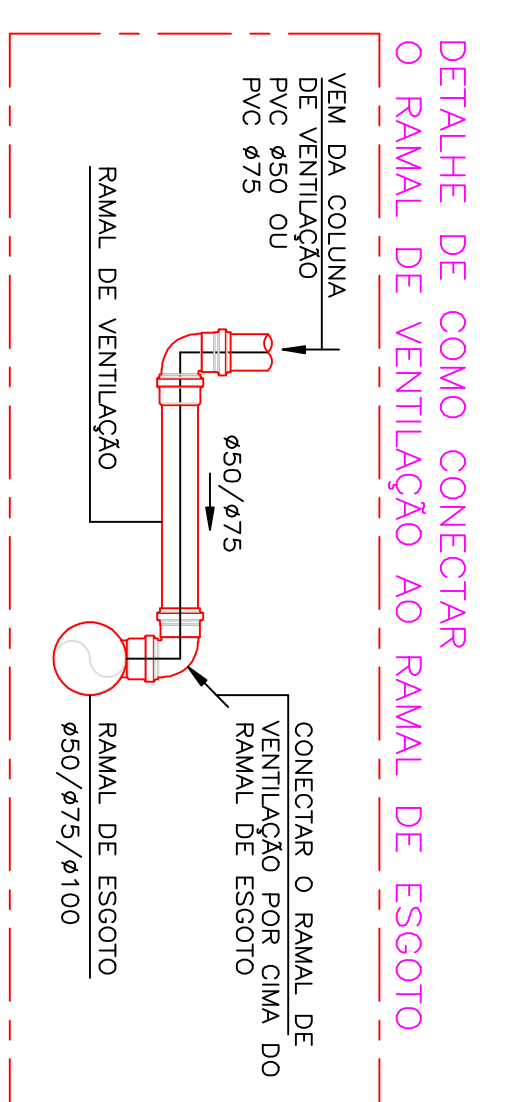 DETALHE DE COMO CONECTAR
O RAMAL DE VENTILAÇÃO AO RAMAL DE ESGOTO
VEM DA COLUNA
DE VENTILAÇÃO
PVC ø50 OU
PVC ø75
RAMAL DE VENTILAÇÃO
ø50/ø75
CONECTAR O RAMAL DE
VENTILAÇÃO POR CIMA DO
RAMAL DE ESGOTO
RAMAL DE ESGOTO
ø50/ø75/ø100